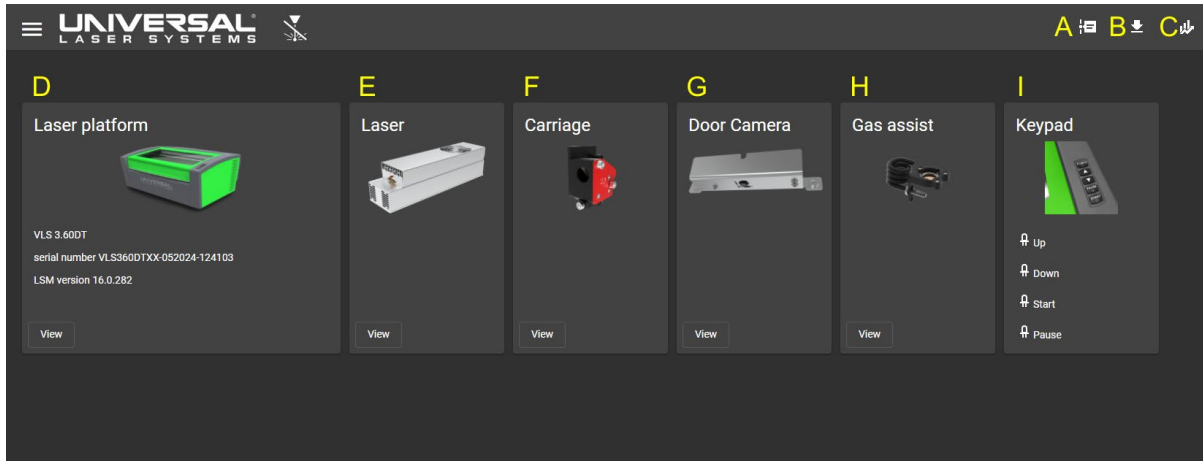 UNIVERSAL
LASER SYSTEMS
A B C
D E F G H I
Laser platform
VLS 3.60DT
serial number VLS360DTXX-052024-124103
LSM version 16.0.282
View
Laser
View
Carriage
View
Door Camera
View
Gas assist
View
Keypad
Up
Down
Start
Pause